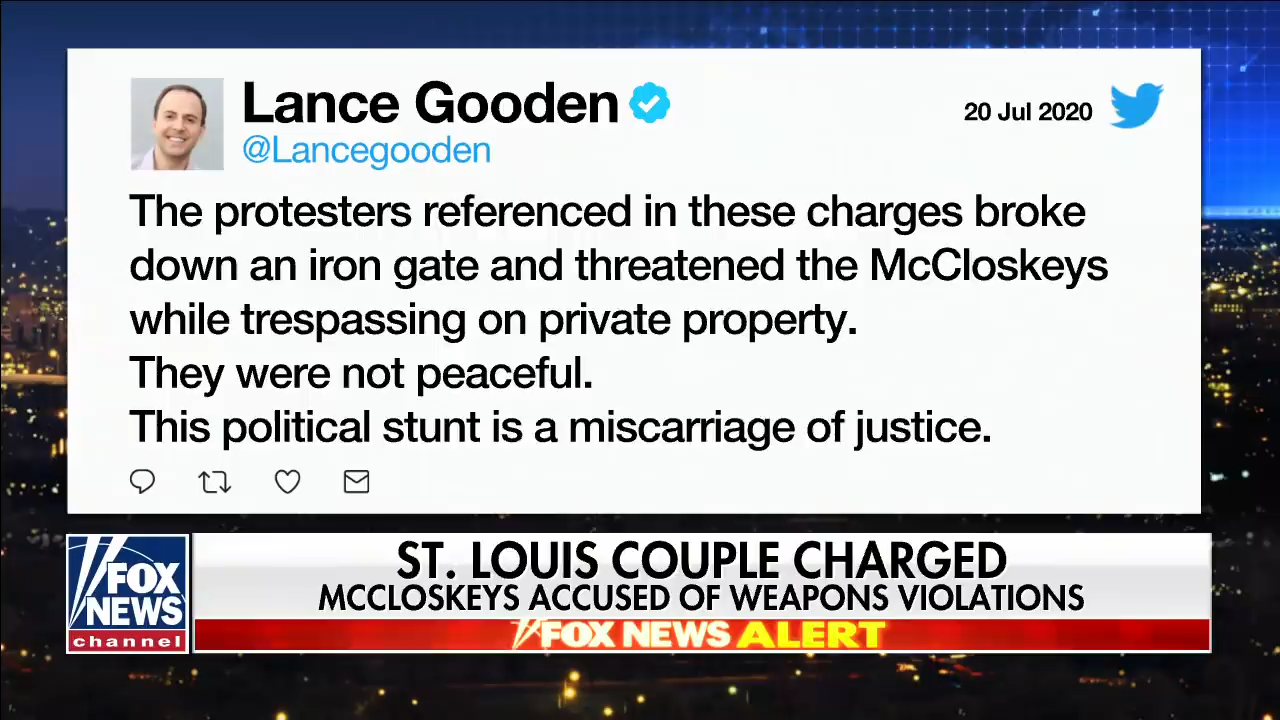 Lance Gooden
@Lancegooden
20 Jul 2020
The protesters referenced in these charges broke
down an iron gate and threatened the McCloskeys
while trespassing on private property.
They were not peaceful.
This political stunt is a miscarriage of justice.
ST. LOUIS COUPLE CHARGED
MCCLOSKEYS ACCUSED OF WEAPONS VIOLATIONS
FOX NEWS ALERT
FOX
NEWS
channel